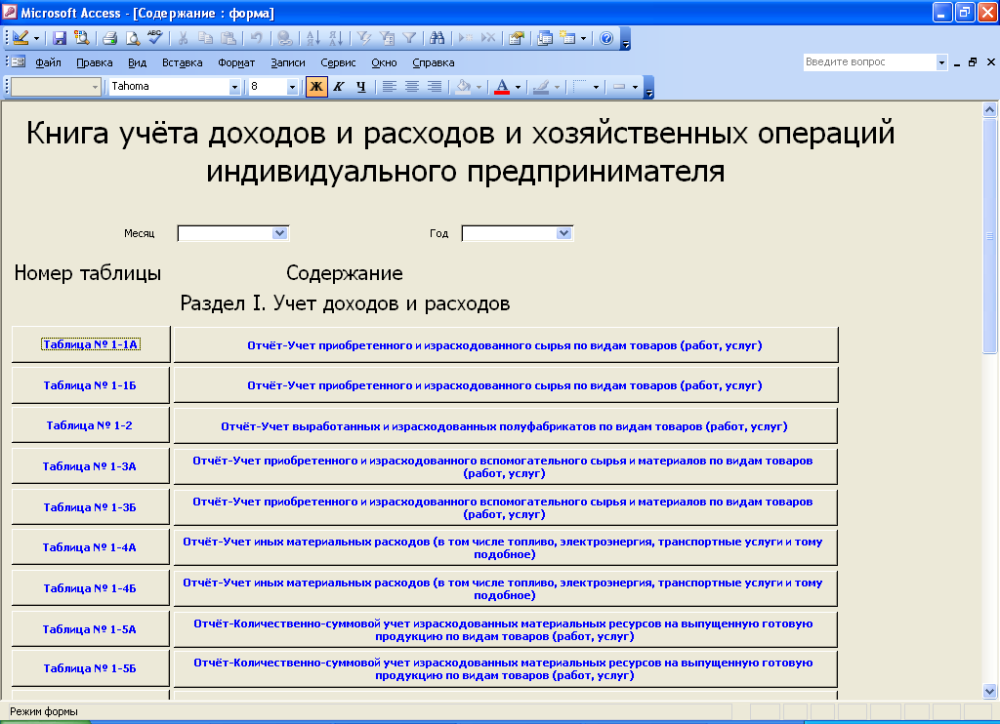 Microsoft Access - [Содержание : форма]
Файл Правка Вид Вставка Формат Записи Сервис Окно Справка Введите вопрос
Tahoma 8 Ж К Ч A
Книга учёта доходов и расходов и хозяйственных операций
индивидуального предпринимателя
Месяц Год
Номер таблицы Содержание
Раздел I. Учет доходов и расходов
Таблица № 1-1А Отчёт-Учет приобретенного и израсходованного сырья по видам товаров (работ, услуг)
Таблица № 1-1Б Отчёт-Учет приобретенного и израсходованного сырья по видам товаров (работ, услуг)
Таблица № 1-2 Отчёт-Учет выработанных и израсходованных полуфабрикатов по видам товаров (работ, услуг)
Таблица № 1-3А Отчёт-Учет приобретенного и израсходованного вспомогательного сырья и материалов по видам товаров
(работ, услуг)
Таблица № 1-3Б Отчёт-Учет приобретенного и израсходованного вспомогательного сырья и материалов по видам товаров
(работ, услуг)
Таблица № 1-4А Отчёт-Учет иных материальных расходов (в том числе топливо, электроэнергия, транспортные услуги и тому
подобное)
Таблица № 1-4Б Отчёт-Учет иных материальных расходов (в том числе топливо, электроэнергия, транспортные услуги и тому
подобное)
Таблица № 1-5А Отчёт-Количественно-суммовой учет израсходованных материальных ресурсов на выпущенную готовую
продукцию по видам товаров (работ, услуг)
Таблица № 1-5Б Отчёт-Количественно-суммовой учет израсходованных материальных ресурсов на выпущенную готовую
продукцию по видам товаров (работ, услуг)
Режим формы